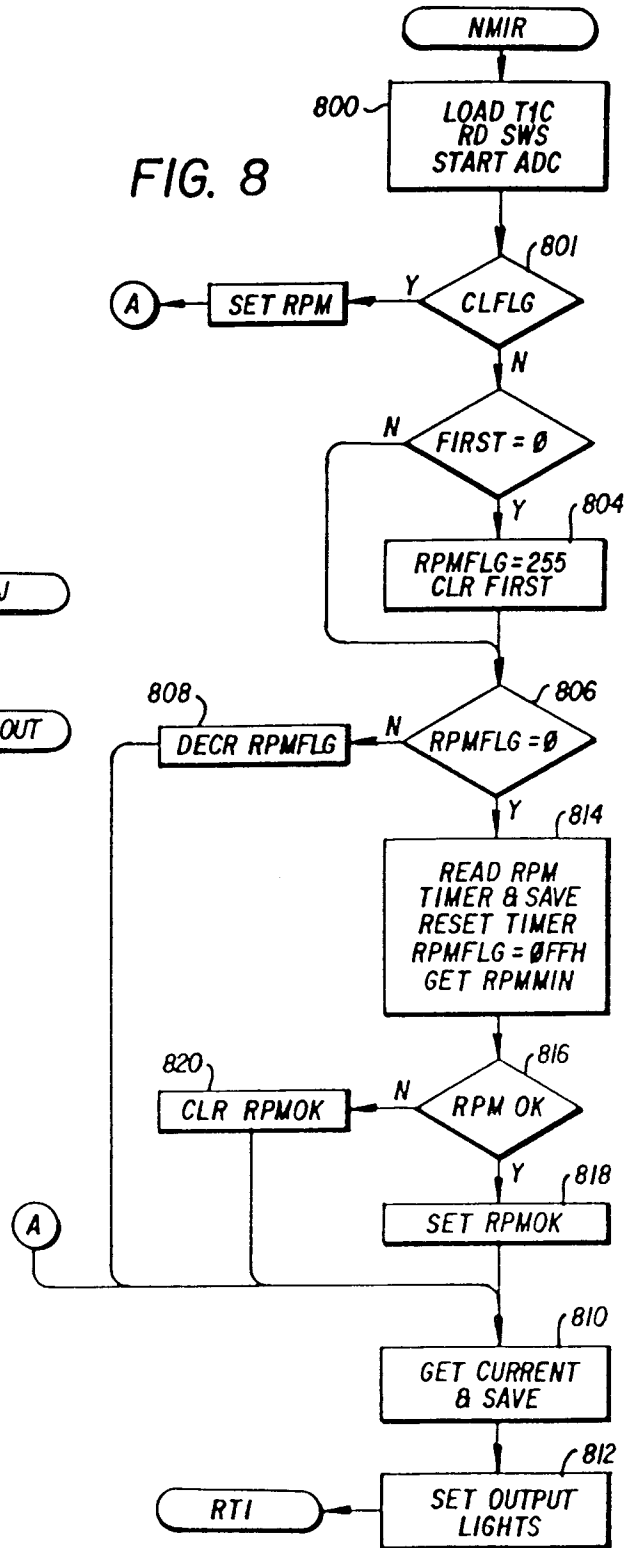 NMIR
800
LOAD T1C
RD SWS
START ADC
FIG. 8
801
CLFLG
Y
SET RPM
A
N
FIRST = Ø
N
Y
804
RPMFLG = 255
CLR FIRST
J
806
RPMFLG = Ø
N
808
DECR RPMFLG
OUT
Y
814
READ RPM
TIMER & SAVE
RESET TIMER
RPMFLG = ØFFH
GET RPMMIN
816
RPM OK
N
820
CLR RPMOK
Y
818
SET RPMOK
A
810
GET CURRENT
& SAVE
812
SET OUTPUT
LIGHTS
RTI